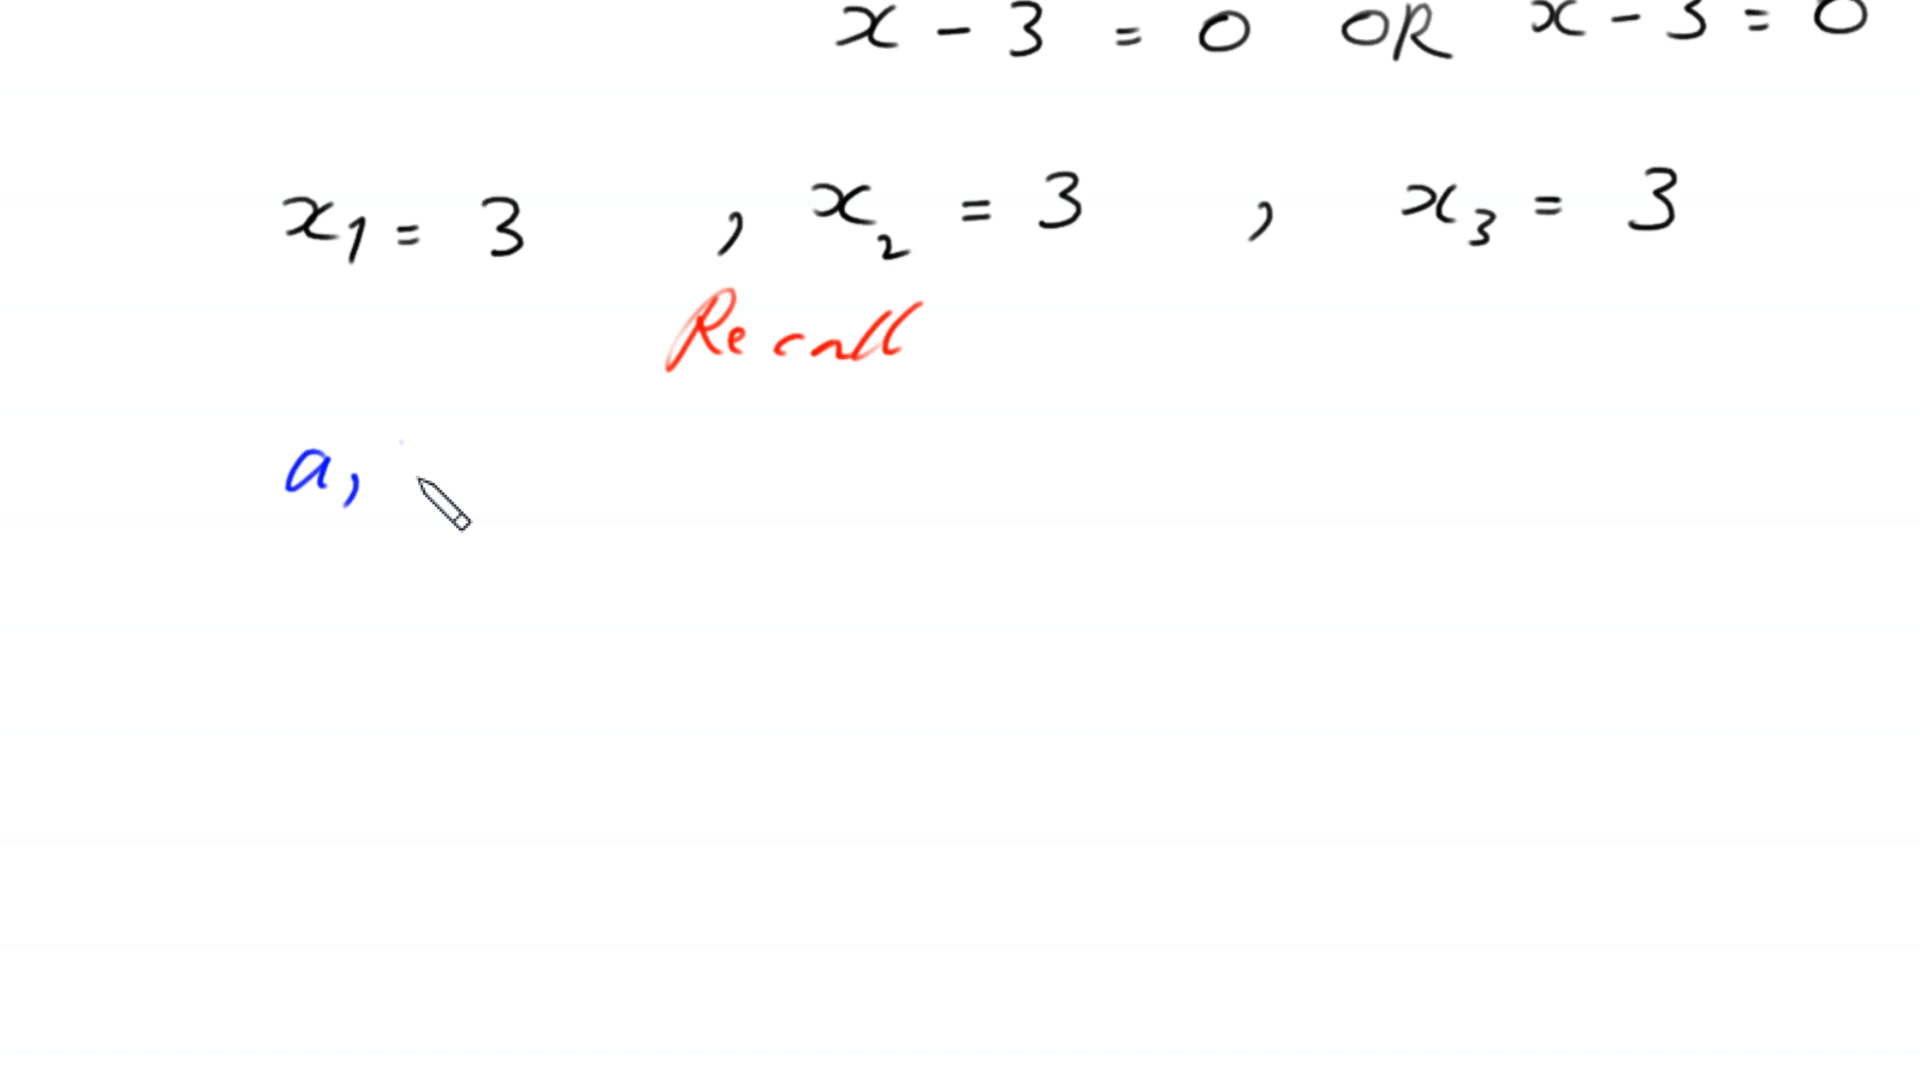 x - 3 = 0 OR x - 3 = 0
x₁ = 3 , x₂ = 3 , x₃ = 3
Recall
a,